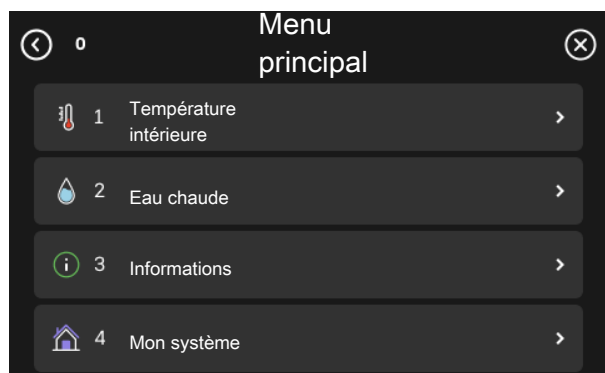 0
Menu
principal
1 Température
intérieure
2 Eau chaude
3 Informations
4 Mon système